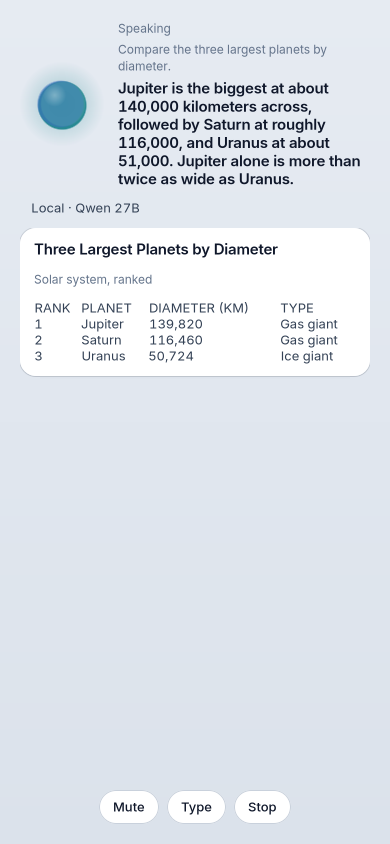 Speaking
Compare the three largest planets by
diameter.
Jupiter is the biggest at about
140,000 kilometers across,
followed by Saturn at roughly
116,000, and Uranus at about
51,000. Jupiter alone is more than
twice as wide as Uranus.
Local · Qwen 27B
Three Largest Planets by Diameter
Solar system, ranked
RANK PLANET DIAMETER (KM) TYPE
1 Jupiter 139,820 Gas giant
2 Saturn 116,460 Gas giant
3 Uranus 50,724 Ice giant
Mute Type Stop